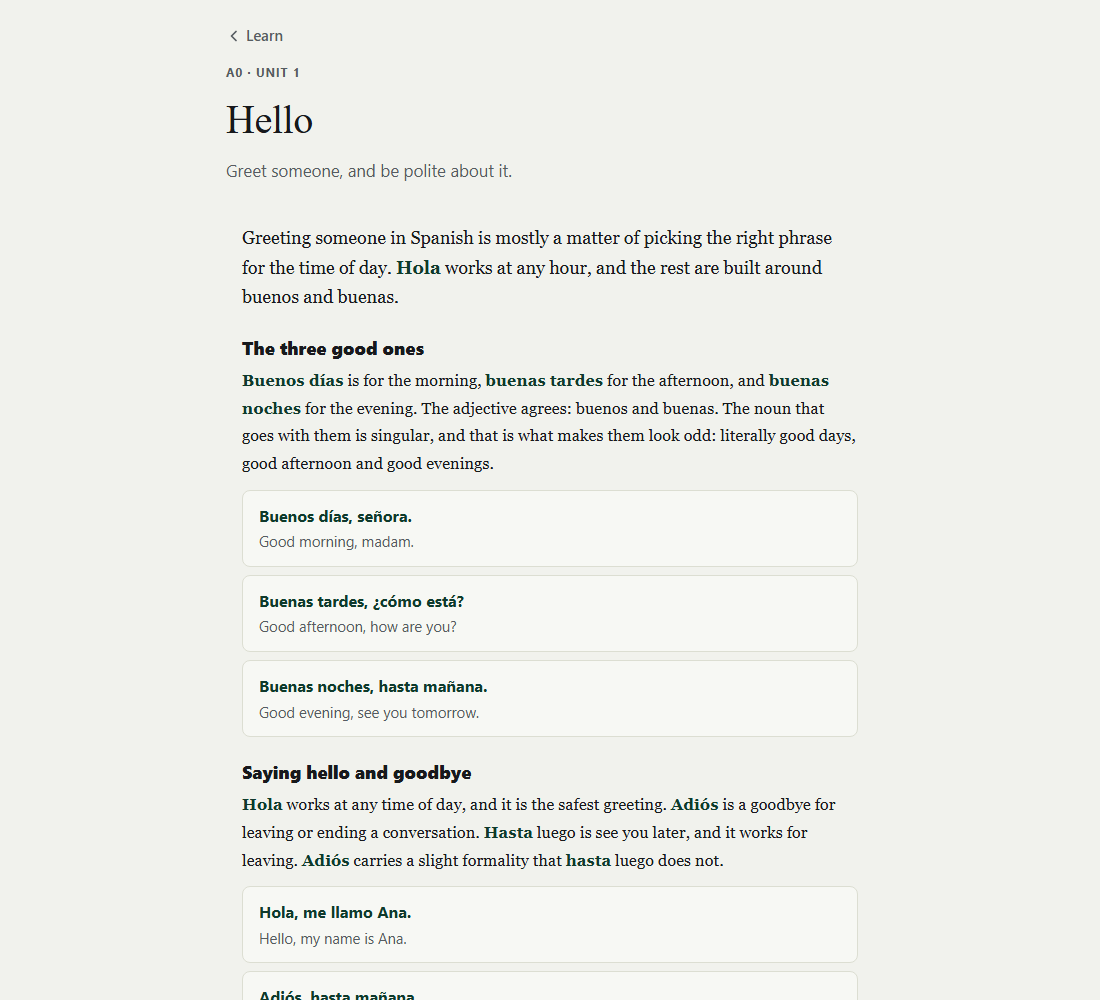 Learn
A0 · UNIT 1
Hello
Greet someone, and be polite about it.
Greeting someone in Spanish is mostly a matter of picking the right phrase
for the time of day. Hola works at any hour, and the rest are built around
buenos and buenas.
The three good ones
Buenos días is for the morning, buenas tardes for the afternoon, and buenas
noches for the evening. The adjective agrees: buenos and buenas. The noun that
goes with them is singular, and that is what makes them look odd: literally good days,
good afternoon and good evenings.
Buenos días, señora.
Good morning, madam.
Buenas tardes, ¿cómo está?
Good afternoon, how are you?
Buenas noches, hasta mañana.
Good evening, see you tomorrow.
Saying hello and goodbye
Hola works at any time of day, and it is the safest greeting. Adiós is a goodbye for
leaving or ending a conversation. Hasta luego is see you later, and it works for
leaving. Adiós carries a slight formality that hasta luego does not.
Hola, me llamo Ana.
Hello, my name is Ana.
Adiós, hasta mañana.